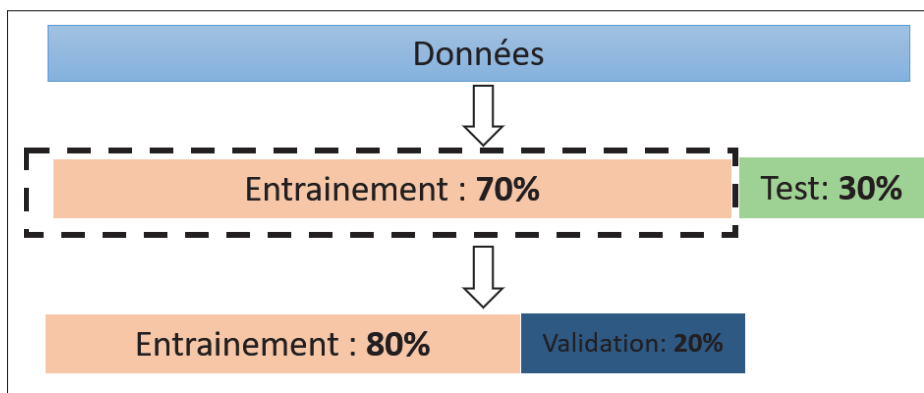 Données
Entrainement : 70%
Test: 30%
Entrainement : 80%
Validation: 20%